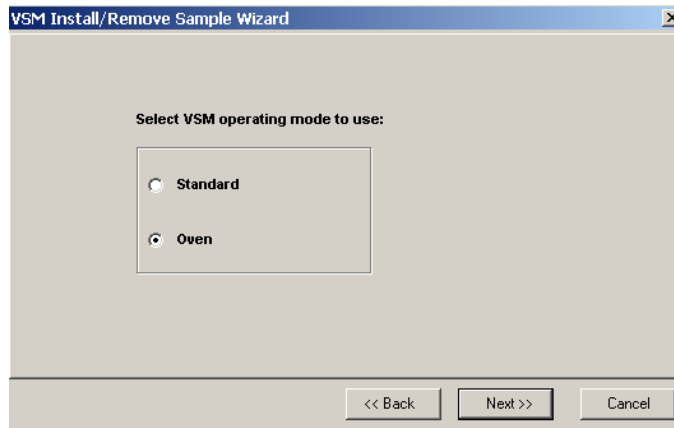 VSM Install/Remove Sample Wizard
Select VSM operating mode to use:
Standard
Oven
<< Back
Next >>
Cancel